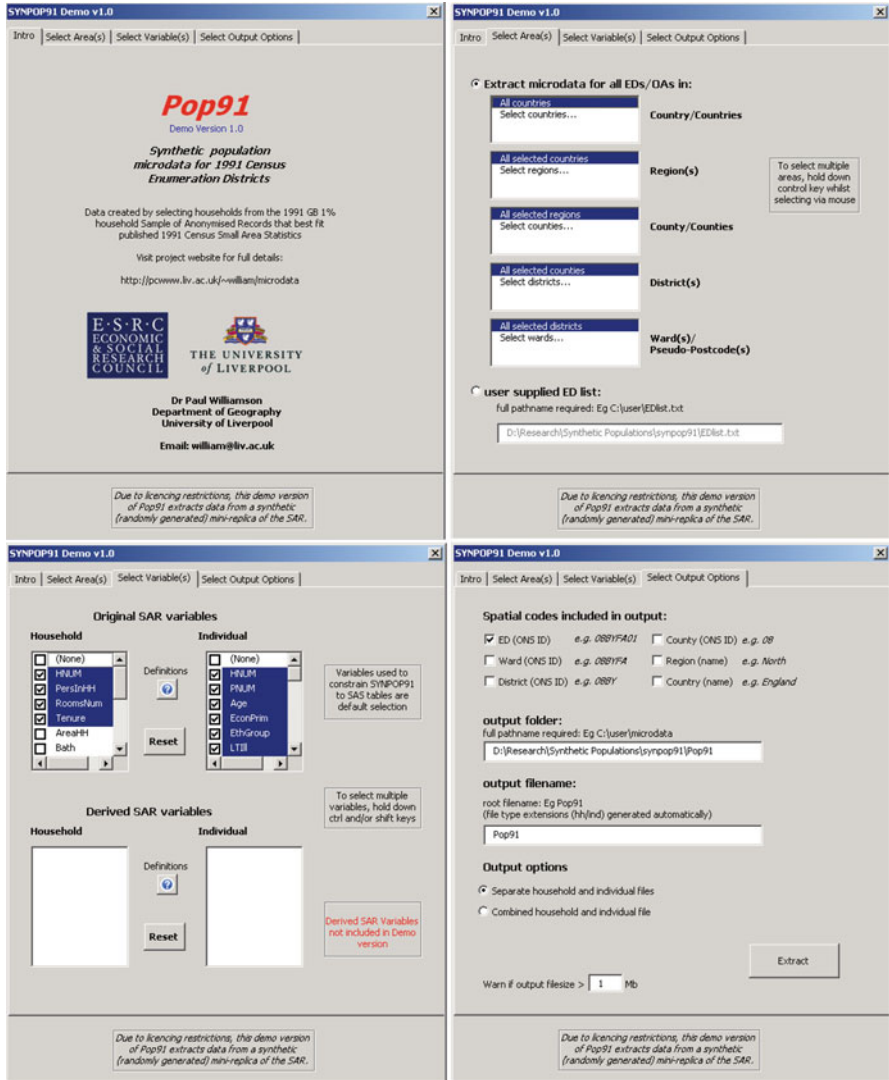 SYNPOP91 Demo v1.0
Intro | Select Area(s) | Select Variable(s) | Select Output Options |
Pop91
Demo Version 1.0
Synthetic population
microdata for 1991 Census
Enumeration Districts
Data created by selecting households from the 1991 GB 1%
household Sample of Anonymised Records that best fit
published 1991 Census Small Area Statistics
Visit project website for full details:
http://pcwww.liv.ac.uk/~william/microdata
E·S·R·C
ECONOMIC
& SOCIAL
RESEARCH
COUNCIL
THE UNIVERSITY
of LIVERPOOL
Dr Paul Williamson
Department of Geography
University of Liverpool
Email: william@liv.ac.uk
Due to licencing restrictions, this demo version
of Pop91 extracts data from a synthetic
(randomly generated) mini-replica of the SAR.
SYNPOP91 Demo v1.0
Intro | Select Area(s) | Select Variable(s) | Select Output Options |
Extract microdata for all EDs/OAs in:
All countries
Select countries...
Country/Countries
All selected countries
Select regions...
Region(s)
To select multiple
areas, hold down
control key whilst
selecting via mouse
All selected regions
Select counties...
County/Counties
All selected counties
Select districts...
District(s)
All selected districts
Select wards...
Ward(s)/
Pseudo-Postcode(s)
user supplied ED list:
full pathname required: Eg C:\user\EDlist.txt
D:\Research\Synthetic Populations\synpop91\EDlist.txt
Due to licencing restrictions, this demo version
of Pop91 extracts data from a synthetic
(randomly generated) mini-replica of the SAR.
SYNPOP91 Demo v1.0
Intro | Select Area(s) | Select Variable(s) | Select Output Options |
Original SAR variables
Household
Individual
(None)
HNUM
PersInHH
RoomsNum
Tenure
AreaHH
Bath
Definitions
?
Reset
(None)
HNUM
PNUM
Age
EconPrim
EthGroup
LTIll
Variables used to
constrain SYNPOP91
to SAS tables are
default selection
To select multiple
variables, hold down
ctrl and/or shift keys
Derived SAR variables
Household
Individual
Definitions
?
Reset
Derived SAR Variables
not included in Demo
version
Due to licencing restrictions, this demo version
of Pop91 extracts data from a synthetic
(randomly generated) mini-replica of the SAR.
SYNPOP91 Demo v1.0
Intro | Select Area(s) | Select Variable(s) | Select Output Options |
Spatial codes included in output:
ED (ONS ID) e.g. 08BYFA01 County (ONS ID) e.g. 08
Ward (ONS ID) e.g. 08BYFA Region (name) e.g. North
District (ONS ID) e.g. 08BY Country (name) e.g. England
output folder:
full pathname required: Eg C:\user\microdata
D:\Research\Synthetic Populations\synpop91\Pop91
output filename:
root filename: Eg Pop91
(file type extensions (hh/ind) generated automatically)
Pop91
Output options
Separate household and individual files
Combined household and indvidual file
Extract
Warn if output filesize > 1 Mb
Due to licencing restrictions, this demo version
of Pop91 extracts data from a synthetic
(randomly generated) mini-replica of the SAR.